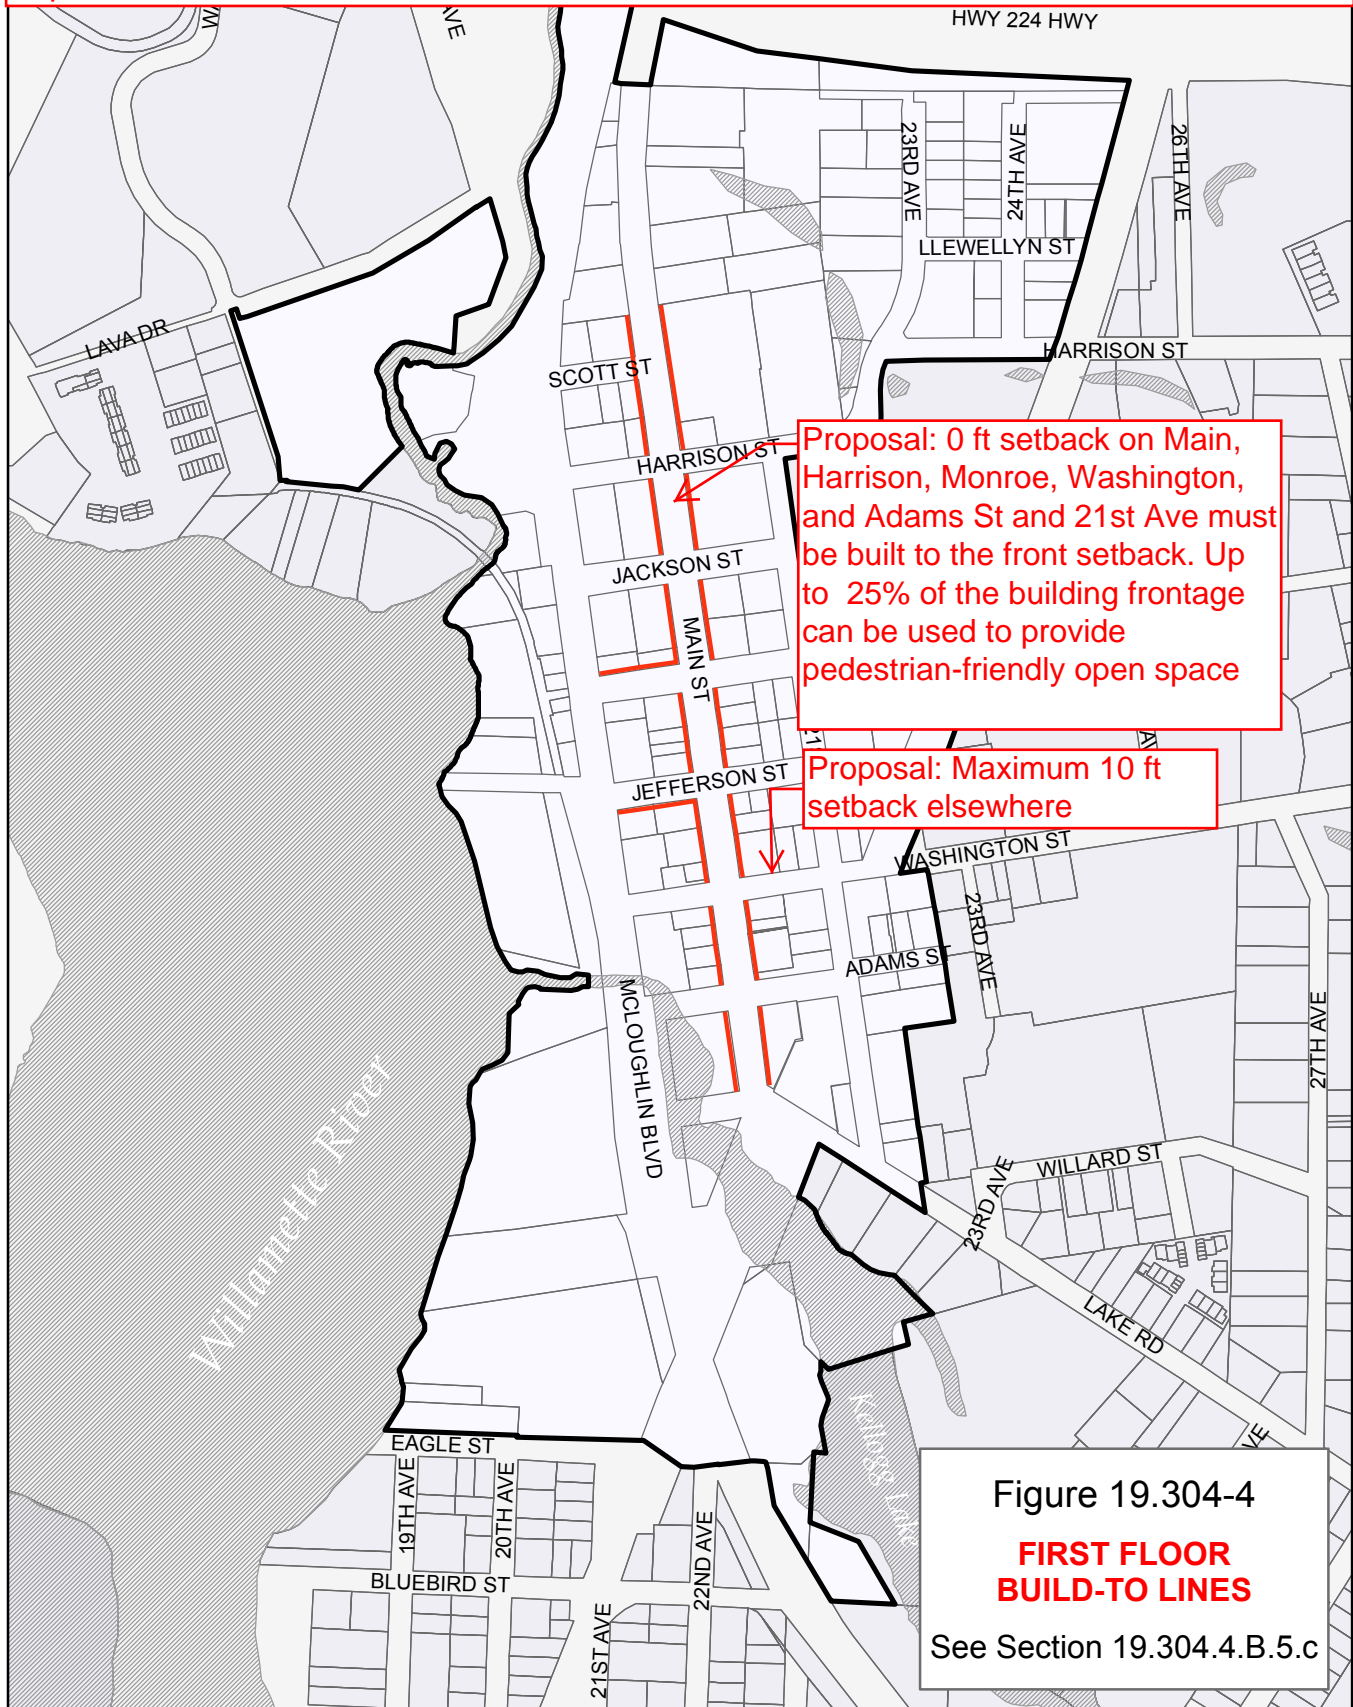 HWY 224 HWY
AVE
23RD AVE
24TH AVE
26TH AVE
LLEWELLYN ST
LAVA DR
HARRISON ST
SCOTT ST
HARRISON ST
Proposal: 0 ft setback on Main,
Harrison, Monroe, Washington,
and Adams St and 21st Ave must
be built to the front setback. Up
to 25% of the building frontage
can be used to provide
pedestrian-friendly open space
JACKSON ST
MAIN ST
JEFFERSON ST
Proposal: Maximum 10 ft
setback elsewhere
WASHINGTON ST
23RD AVE
ADAMS ST
MCLOUGHLIN BLVD
27TH AVE
Willamette River
WILLARD ST
23RD AVE
LAKE RD
Kellogg Lake
EAGLE ST
19TH AVE
20TH AVE
22ND AVE
BLUEBIRD ST
21ST AVE
Figure 19.304-4
FIRST FLOOR
BUILD-TO LINES
See Section 19.304.4.B.5.c